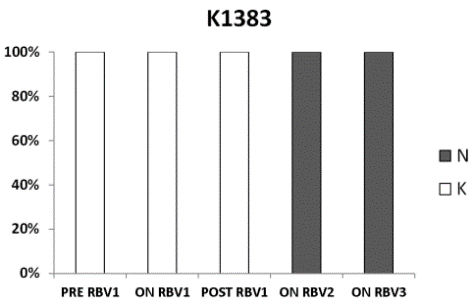 K1383
100%
80%
60%
40%
20%
0%
PRE RBV1 ON RBV1 POST RBV1 ON RBV2 ON RBV3
N
K